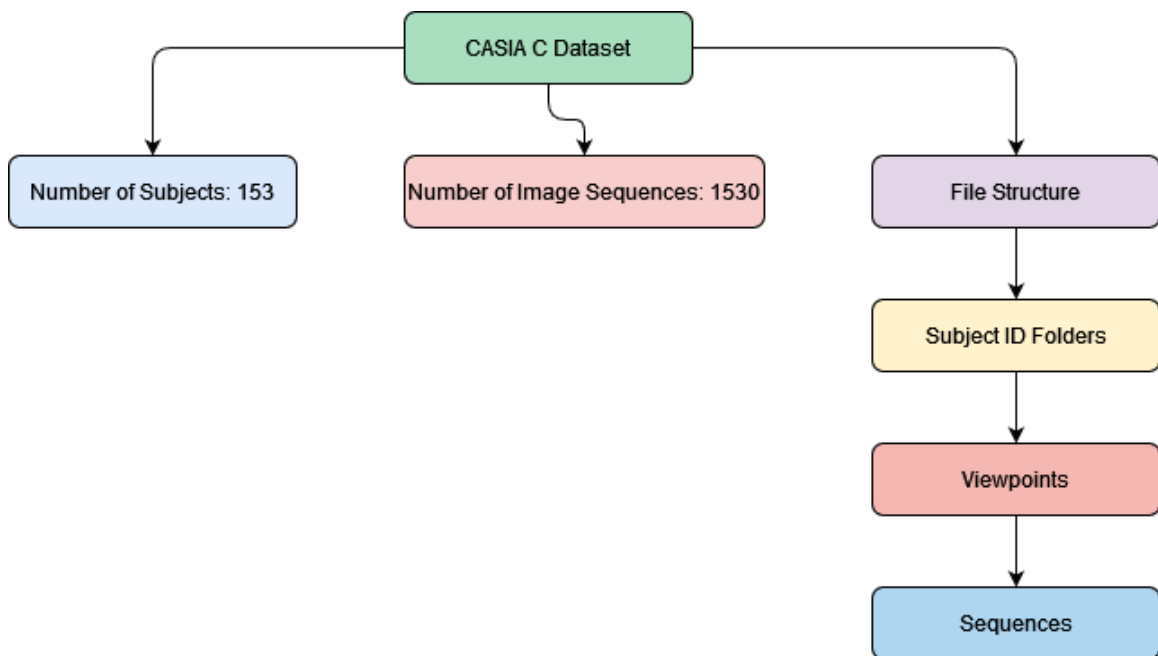 CASIA C Dataset
Number of Subjects: 153
Number of Image Sequences: 1530
File Structure
Subject ID Folders
Viewpoints
Sequences